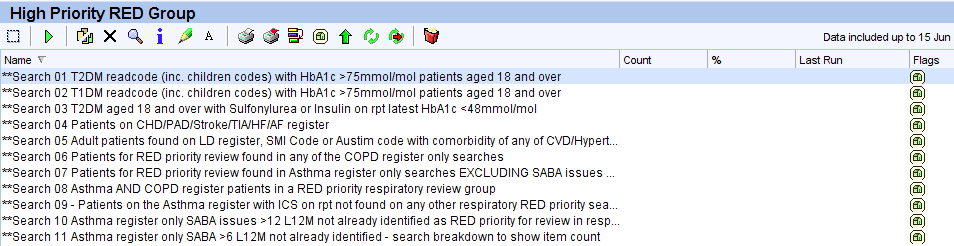 High Priority RED Group
A
Data included up to 15 Jun
Name Count % Last Run Flags
**Search 01 T2DM readcode (inc. children codes) with HbA1c >75mmol/mol patients aged 18 and over
**Search 02 T1DM readcode (inc. children codes) with HbA1c >75mmol/mol patients aged 18 and over
**Search 03 T2DM aged 18 and over with Sulfonylurea or Insulin on rpt latest HbA1c <48mmol/mol
**Search 04 Patients on CHD/PAD/Stroke/TIA/HF/AF register
**Search 05 Adult patients found on LD register, SMI Code or Austim code with comorbidity of any of CVD/Hypert...
**Search 06 Patients for RED priority review found in any of the COPD register only searches
**Search 07 Patients for RED priority review found in Asthma register only searches EXCLUDING SABA issues ...
**Search 08 Asthma AND COPD register patients in a RED priority respiratory review group
**Search 09 - Patients on the Asthma register with ICS on rpt not found on any other respiratory RED priority sea...
**Search 10 Asthma register only SABA issues >12 L12M not already identified as RED priority for review in resp...
**Search 11 Asthma register only SABA >6 L12M not already identified - search breakdown to show item count